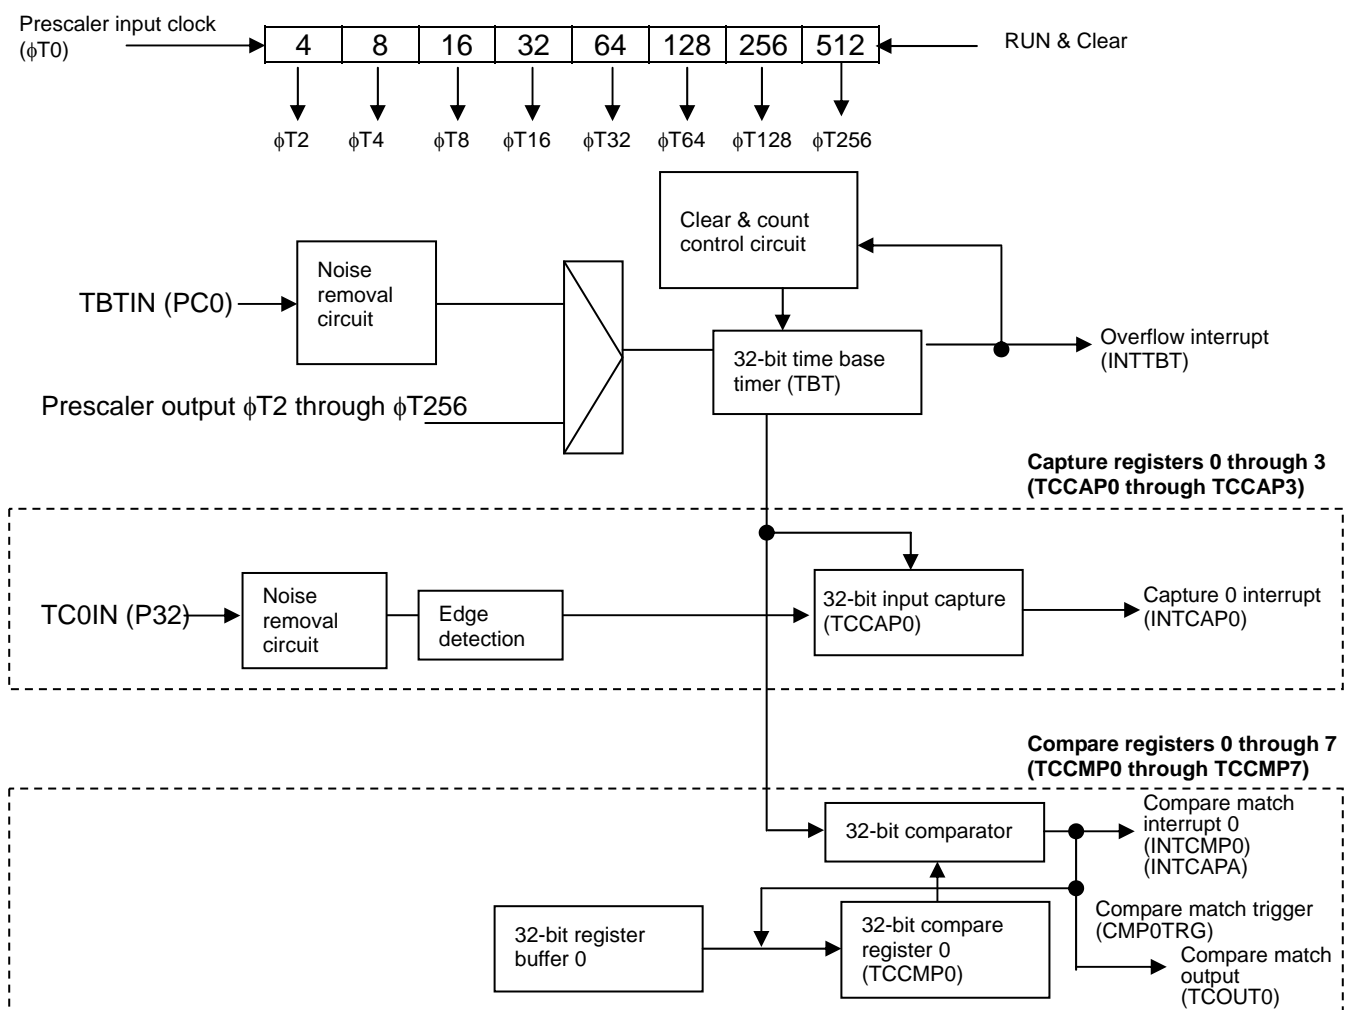 Prescaler input clock
(ϕT0)
4 8 16 32 64 128 256 512
RUN & Clear
ϕT2 ϕT4 ϕT8 ϕT16 ϕT32 ϕT64 ϕT128 ϕT256
Clear & count
control circuit
Noise
removal
circuit
TBTIN (PC0)
32-bit time base
timer (TBT)
Overflow interrupt
(INTTBT)
Prescaler output ϕT2 through ϕT256
Capture registers 0 through 3
(TCCAP0 through TCCAP3)
TC0IN (P32)
Noise
removal
circuit
Edge
detection
32-bit input capture
(TCCAP0)
Capture 0 interrupt
(INTCAP0)
Compare registers 0 through 7
(TCCMP0 through TCCMP7)
32-bit comparator
Compare match
interrupt 0
(INTCMP0)
(INTCAPA)
32-bit register
buffer 0
32-bit compare
register 0
(TCCMP0)
Compare match trigger
(CMP0TRG)
Compare match
output
(TCOUT0)